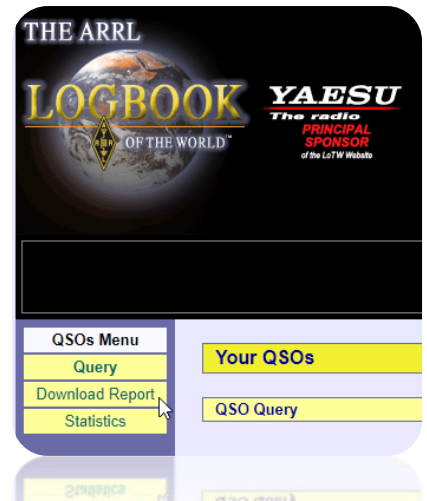 THE ARRL
LOGBOOK
OF THE WORLD™
YAESU
The radio
PRINCIPAL
SPONSOR
of the LoTW Website
QSOs Menu
Query
Download Report
Statistics
Your QSOs
QSO Query